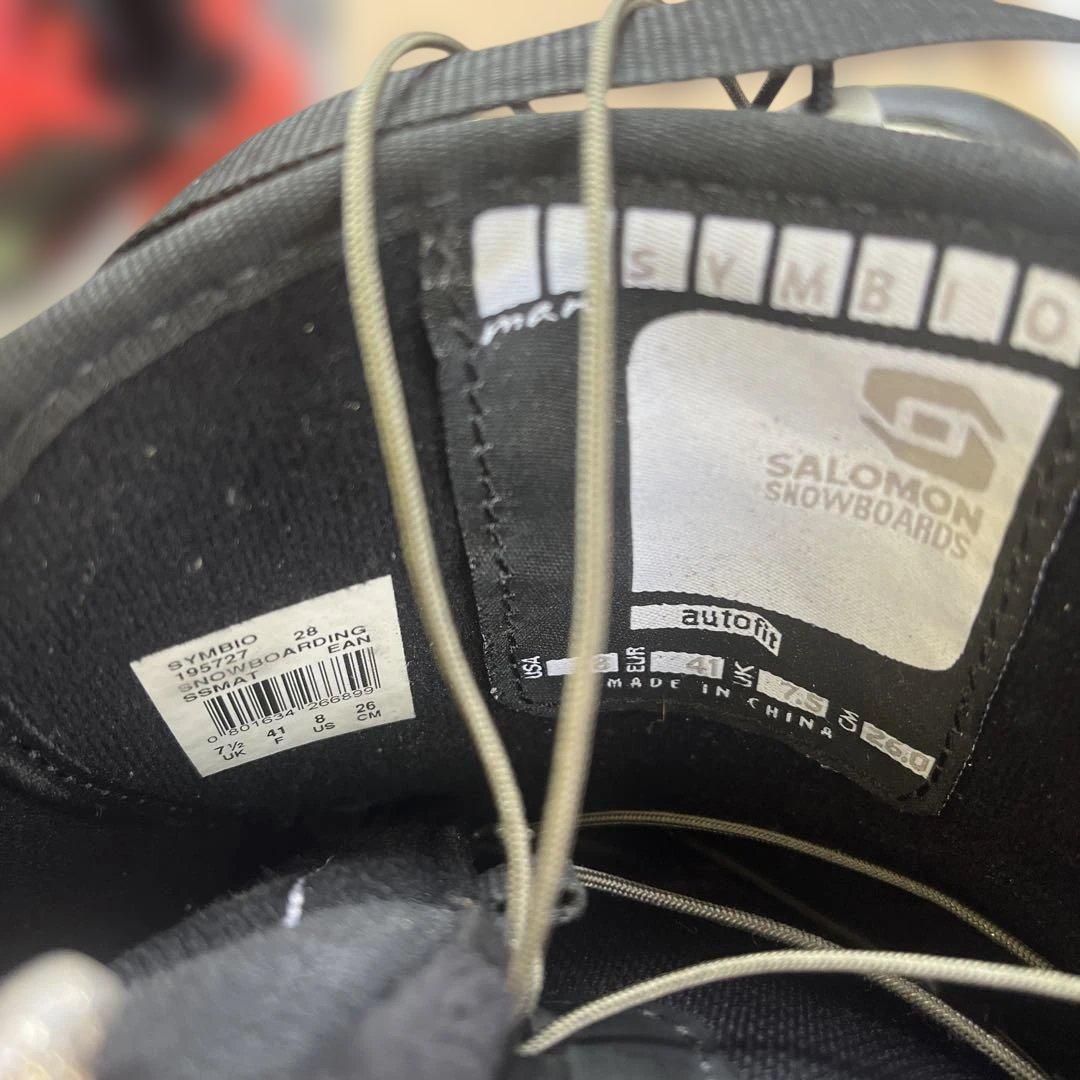 SYMBIO
man
SALOMON
SNOWBOARDS
autofit
USA 8 EUR 41 UK 7.5 CM 26.0
MADE IN CHINA
SYMBIO 28
195727
SNOWBOARDING
SSMAT EAN
0 801634 266899
7½ 41 8 26
UK F US CM